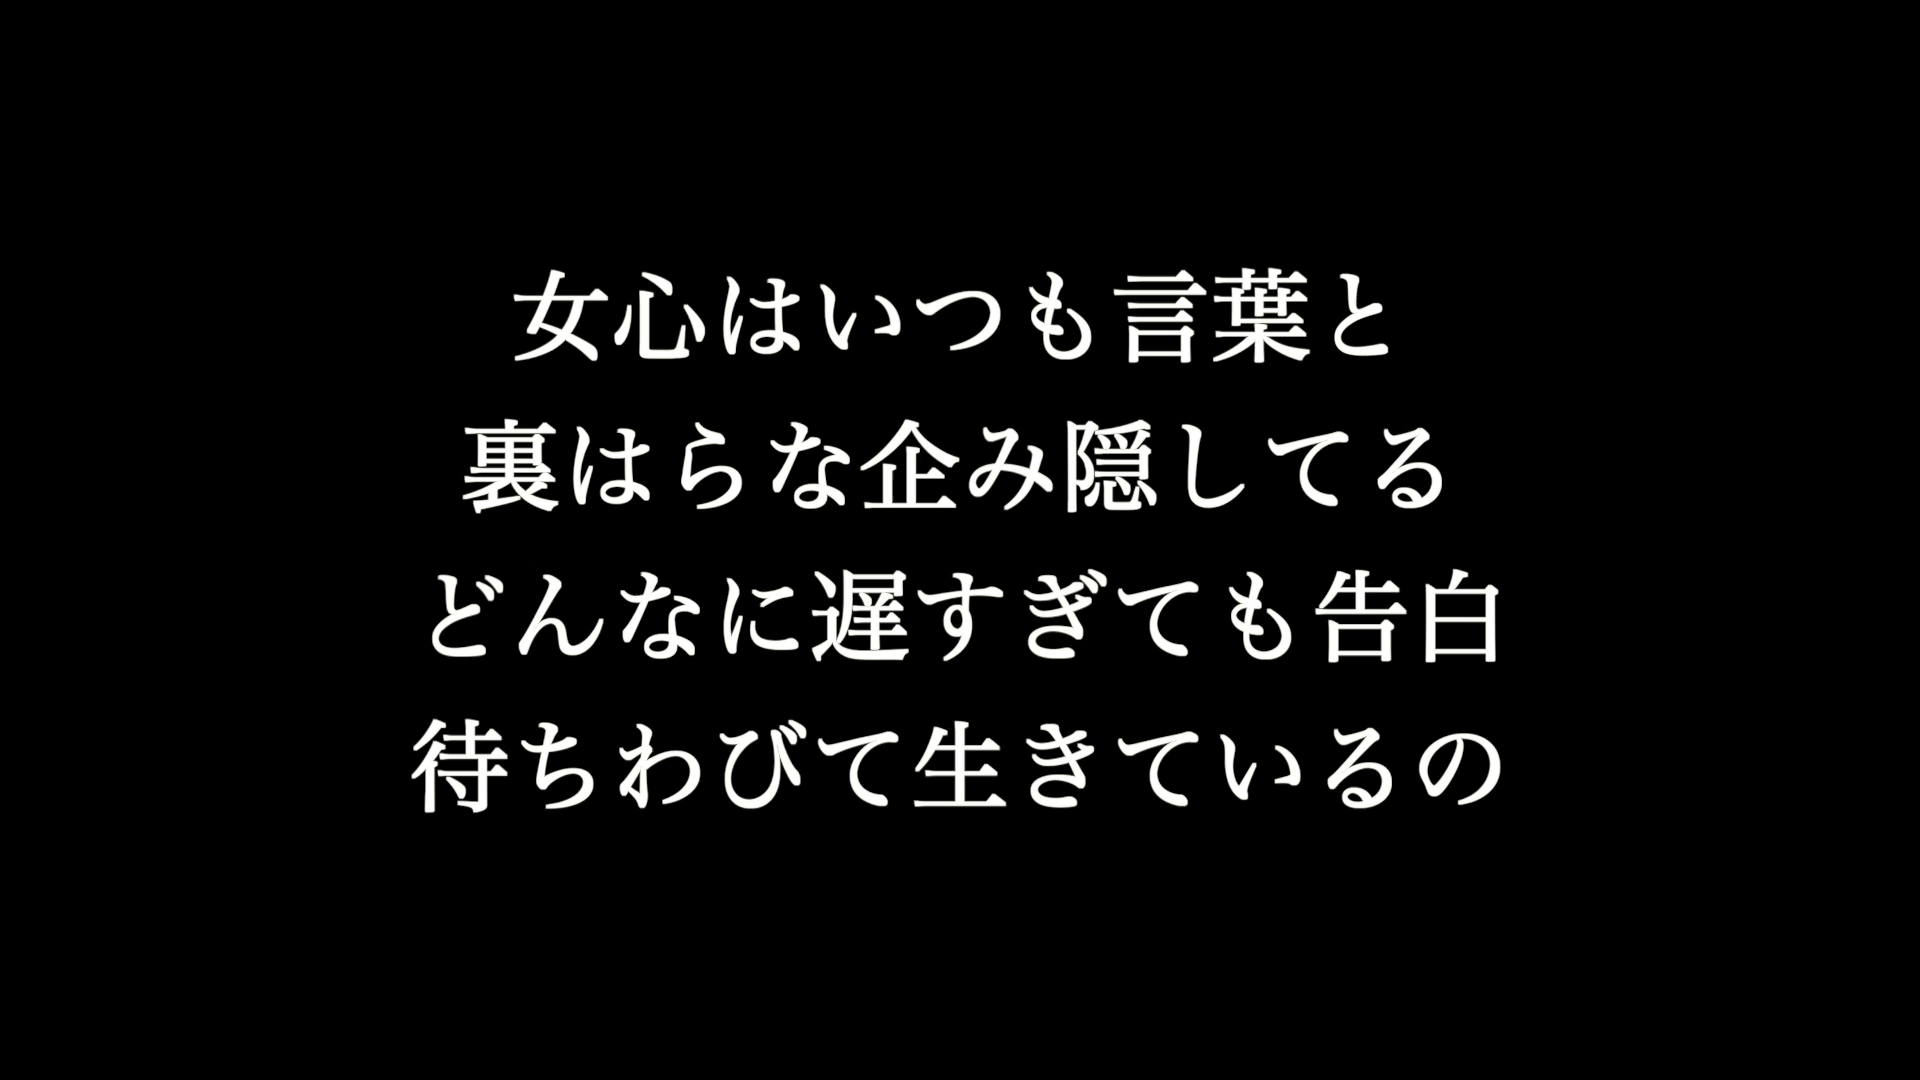 女心はいつも言葉と
裏はらな企み隠してる
どんなに遅すぎても告白
待ちわびて生きているの